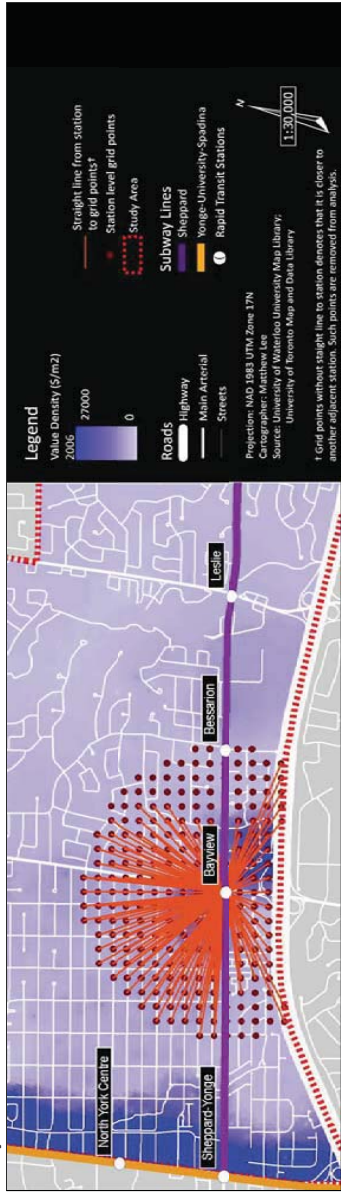 North York Centre
Sheppard-Yonge
Bayview
Bessarion
Leslie
Legend
Value Density ($/m2)
2006
27000
0
Straight line from station
to grid points†
Station level grid points
Study Area
Roads
Highway
Main Arterial
Streets
Subway Lines
Sheppard
Yonge-University-Spadina
Rapid Transit Stations
Projection: NAD 1983 UTM Zone 17N
Cartographer: Matthew Lee
Source: University of Waterloo University Map Library;
University of Toronto Map and Data Library
N
1:30,000
† Grid points without staight line to station denotes that it is closer to
another adjacent station. Such points are removed from analysis.